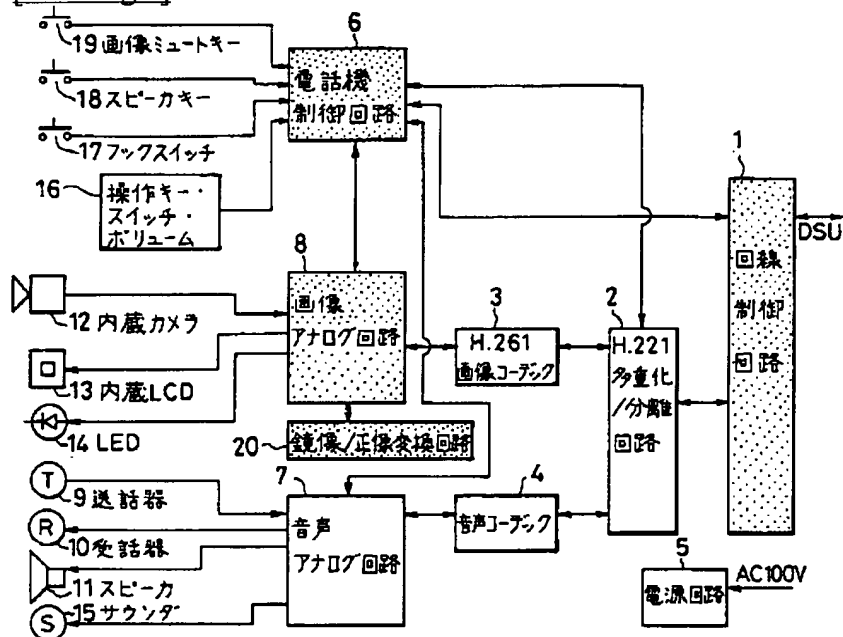 19 画像ミュートキー
18 スピーカキー
17 フックスイッチ
16
操作キー・
スイッチ・
ボリューム
6
電話機
制御回路
1
回線
制御
回路
DSU
8
画像
アナログ回路
12 内蔵カメラ
13 内蔵LCD
14 LED
3
H.261
画像コーデック
2
H.221
多重化
/分離
回路
20
鏡像/正像変換回路
T
9 送話器
R
10 受話器
11 スピーカ
15 サウンダ
S
7
音声
アナログ回路
4
音声コーデック
5
電源回路
AC100V